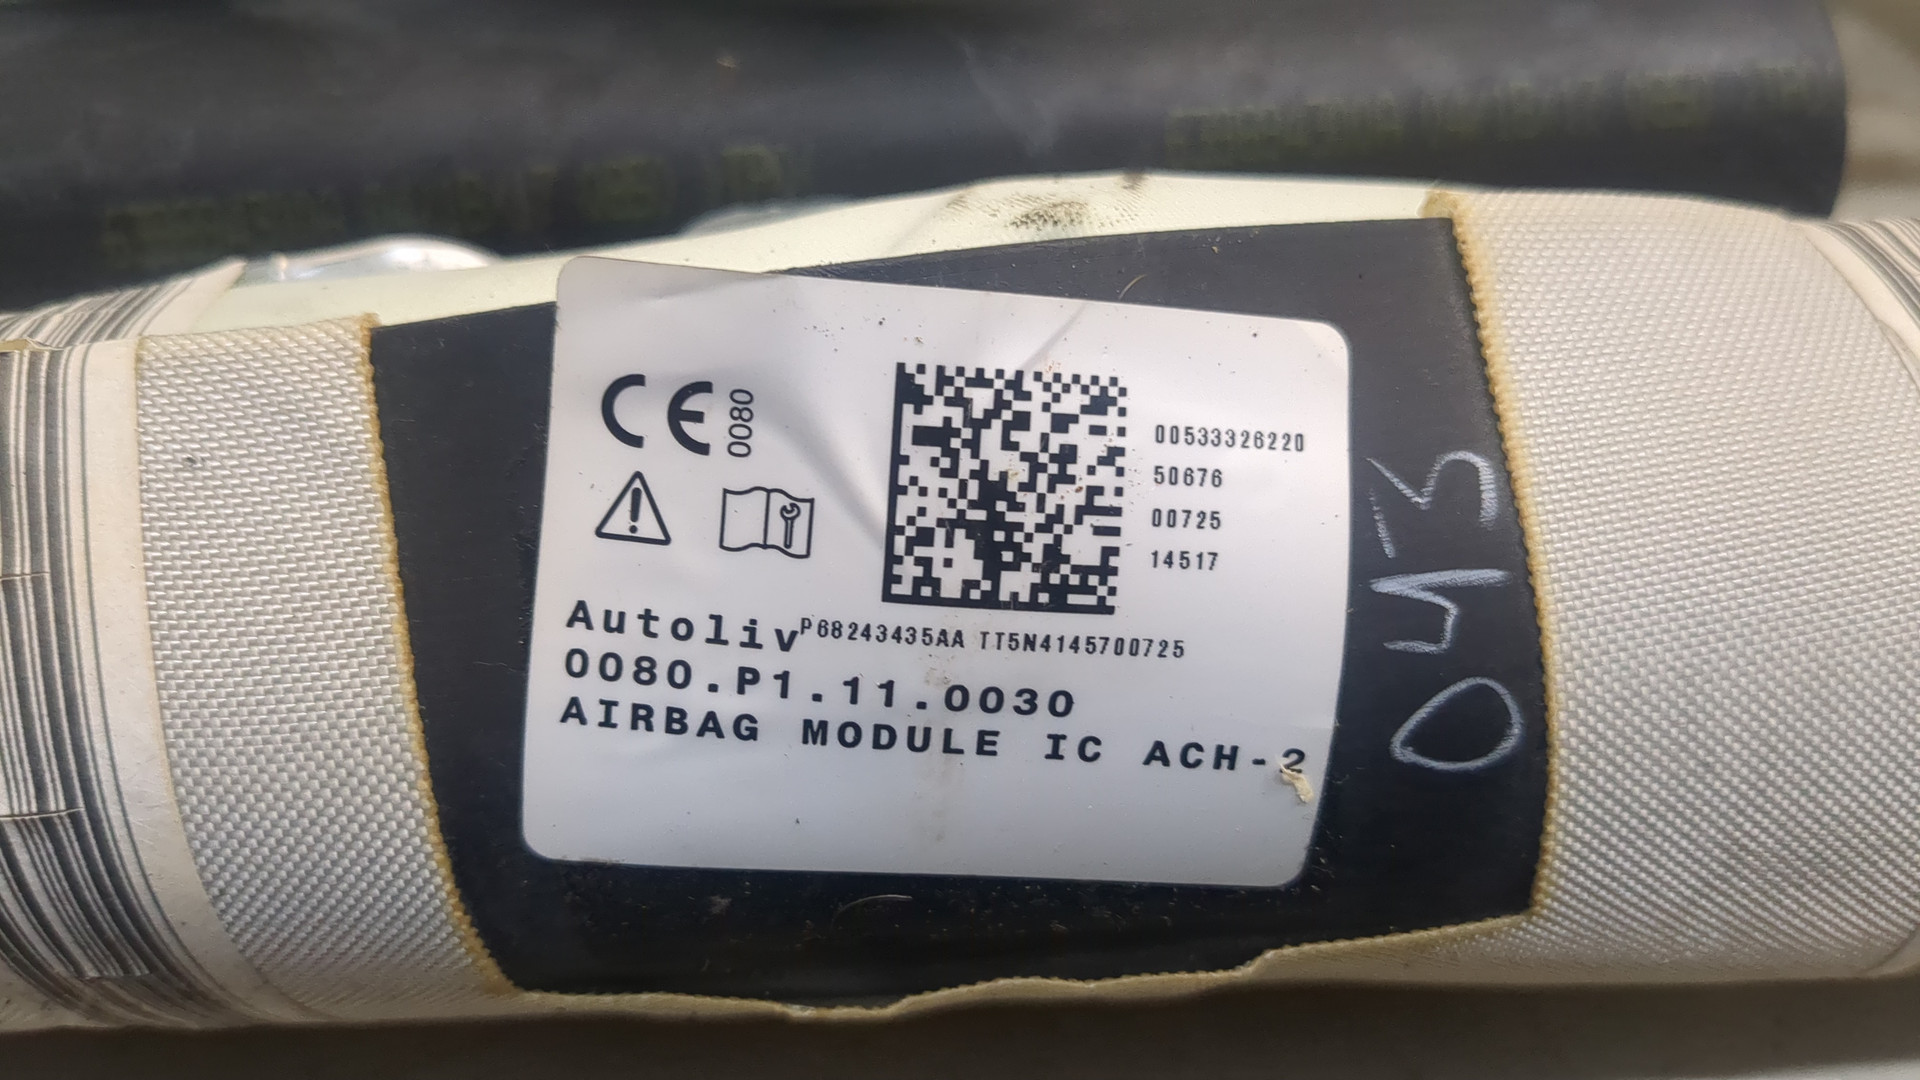 CE 0080
00533326220
50676
00725
14517
Autoliv P68243435AA TT5N4145700725
0080.P1.11.0030
AIRBAG MODULE IC ACH-2
043